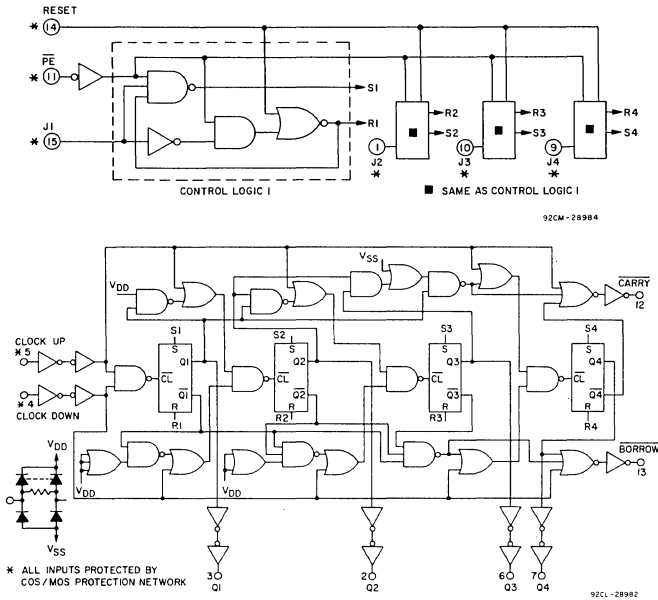 RESET
* 14
PE
* 11
S1
J1
* 15
R1
CONTROL LOGIC I
R2
S2
1
J2
*
R3
S3
10
J3
*
R4
S4
9
J4
*
■ SAME AS CONTROL LOGIC I
92CM-28984
VSS
VDD
CARRY
12
CLOCK UP
* 5
* 4
CLOCK DOWN
S1
S
Q1
CL
Q1
R
R1
S2
S
Q2
CL
Q2
R
R2
S3
S
Q3
CL
Q3
R
R3
S4
S
Q4
CL
Q4
R
R4
VDD
VDD
VDD
BORROW
13
VSS
* ALL INPUTS PROTECTED BY
COS/MOS PROTECTION NETWORK
3
Q1
2
Q2
6
Q3
7
Q4
92CL-28982